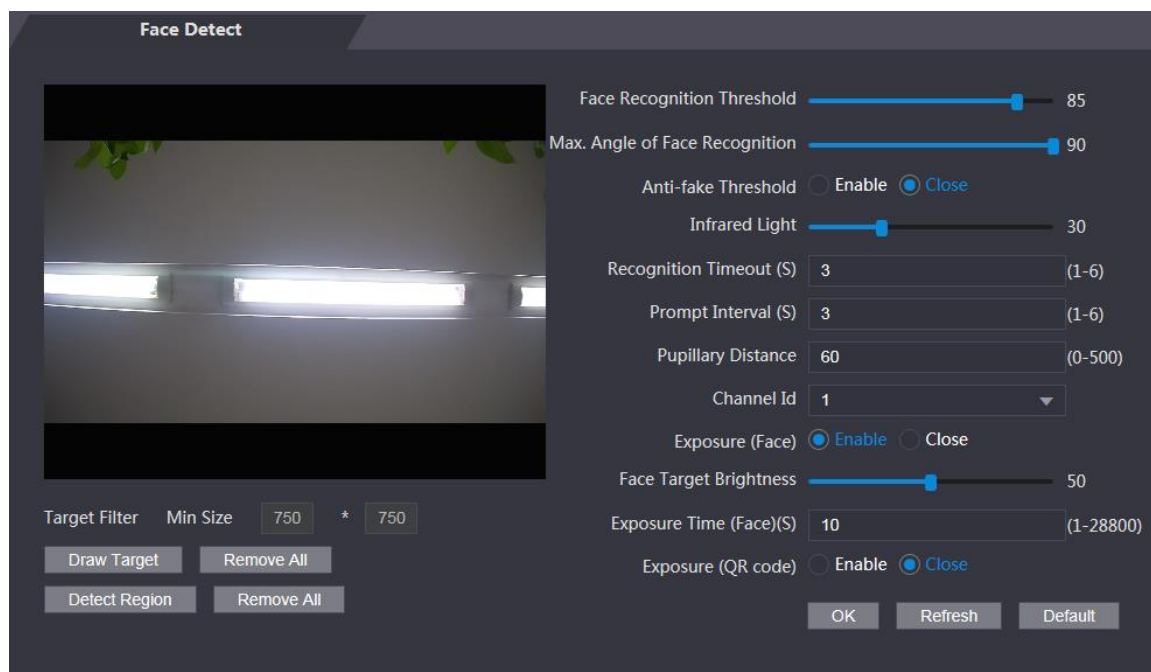 Face Detect
Face Recognition Threshold 85
Max. Angle of Face Recognition 90
Anti-fake Threshold Enable Close
Infrared Light 30
Recognition Timeout (S) 3 (1-6)
Prompt Interval (S) 3 (1-6)
Pupillary Distance 60 (0-500)
Channel Id 1
Exposure (Face) Enable Close
Face Target Brightness 50
Exposure Time (Face)(S) 10 (1-28800)
Exposure (QR code) Enable Close
OK Refresh Default
Target Filter Min Size 750 * 750
Draw Target Remove All
Detect Region Remove All